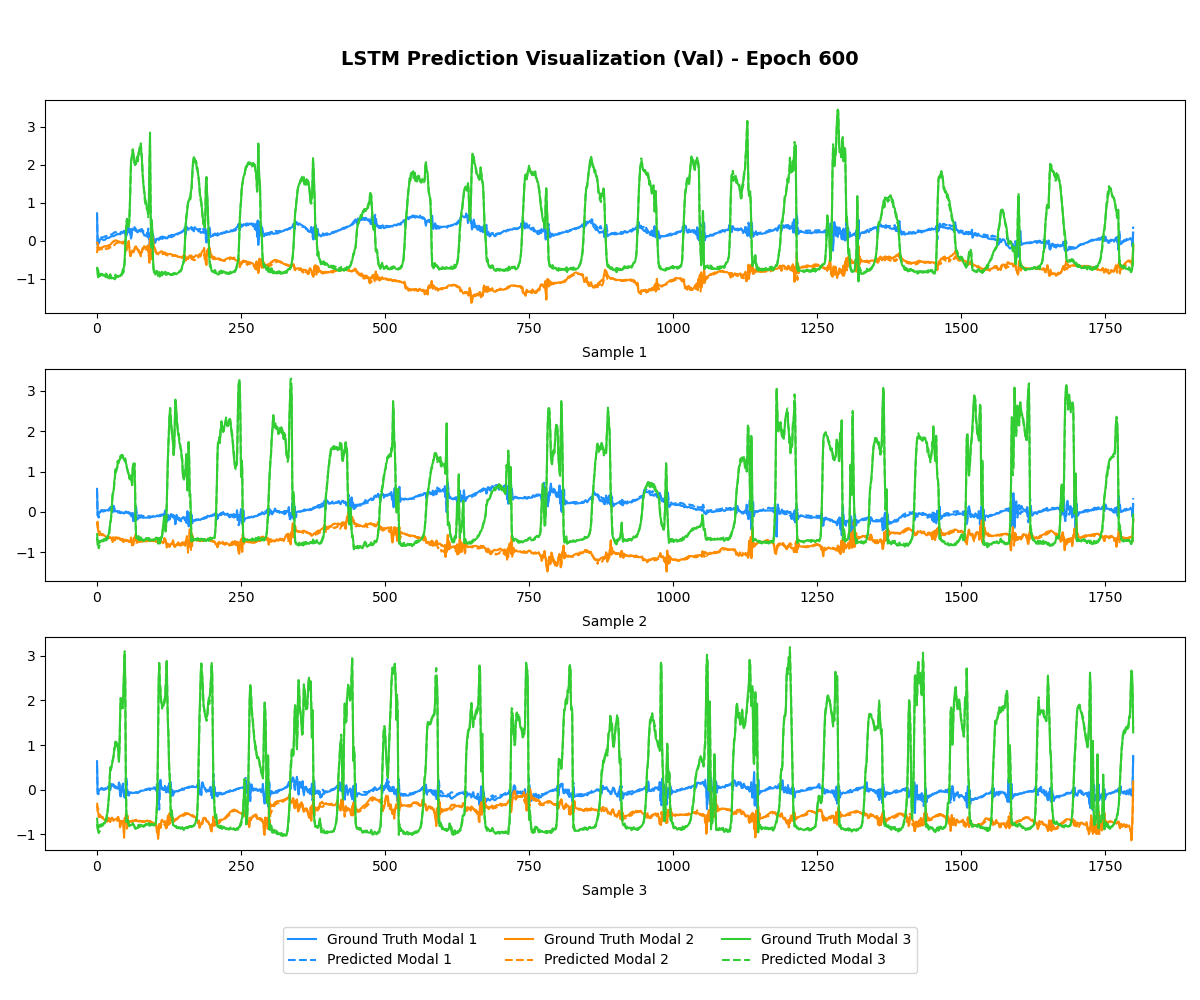 LSTM Prediction Visualization (Val) - Epoch 600
3
2
1
0
−1
0 250 500 750 1000 1250 1500 1750
Sample 1
3
2
1
0
−1
0 250 500 750 1000 1250 1500 1750
Sample 2
3
2
1
0
−1
0 250 500 750 1000 1250 1500 1750
Sample 3
Ground Truth Modal 1 Ground Truth Modal 2 Ground Truth Modal 3
Predicted Modal 1 Predicted Modal 2 Predicted Modal 3